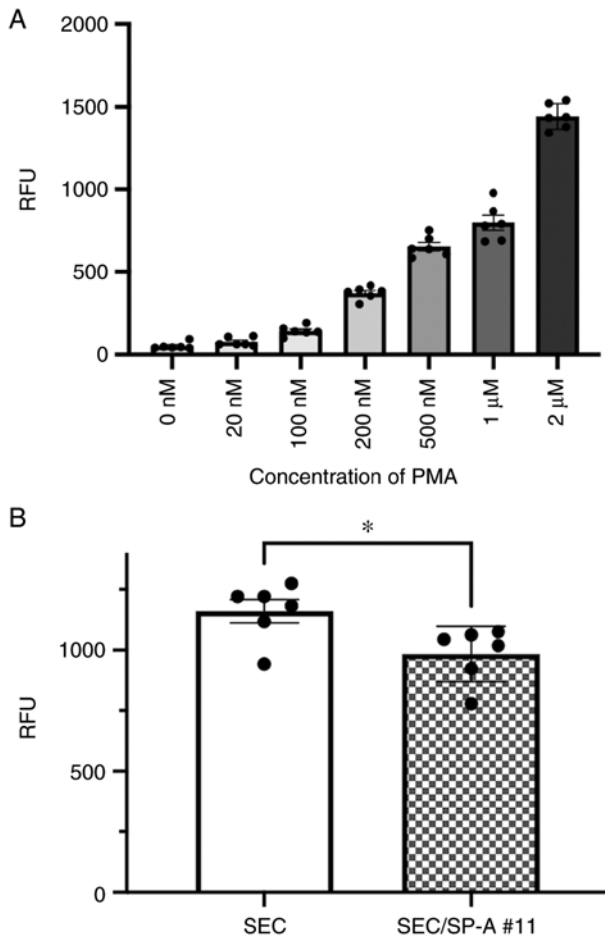 A
2000
1500
1000
500
0
RFU
0 nM
20 nM
100 nM
200 nM
500 nM
1 μM
2 μM
Concentration of PMA
B
*
1000
500
0
RFU
SEC
SEC/SP-A #11